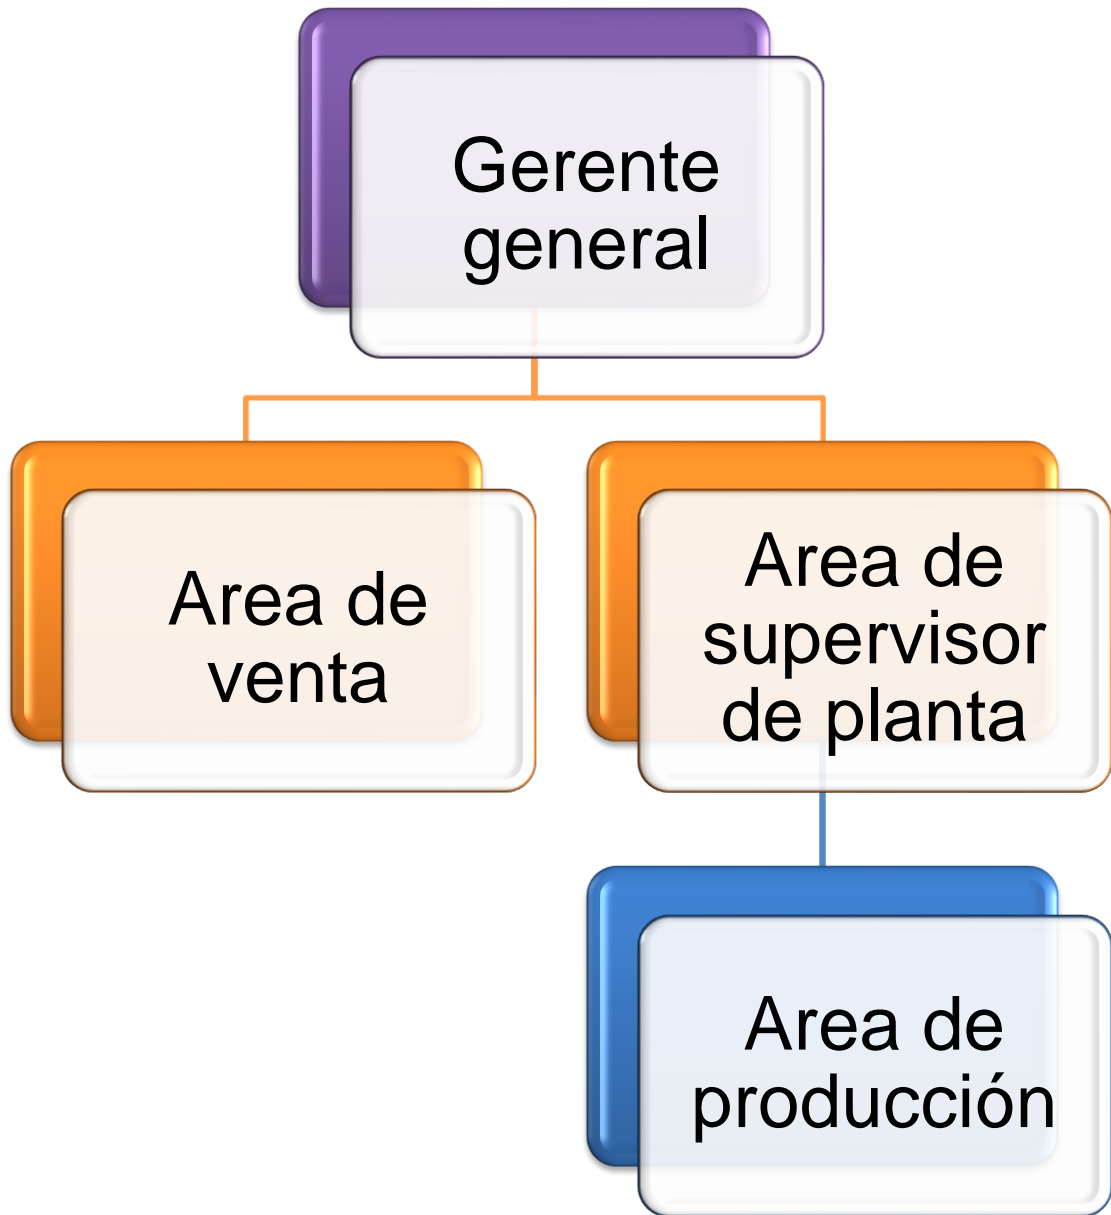 Gerente
general
Area de
venta
Area de
supervisor
de planta
Area de
producción